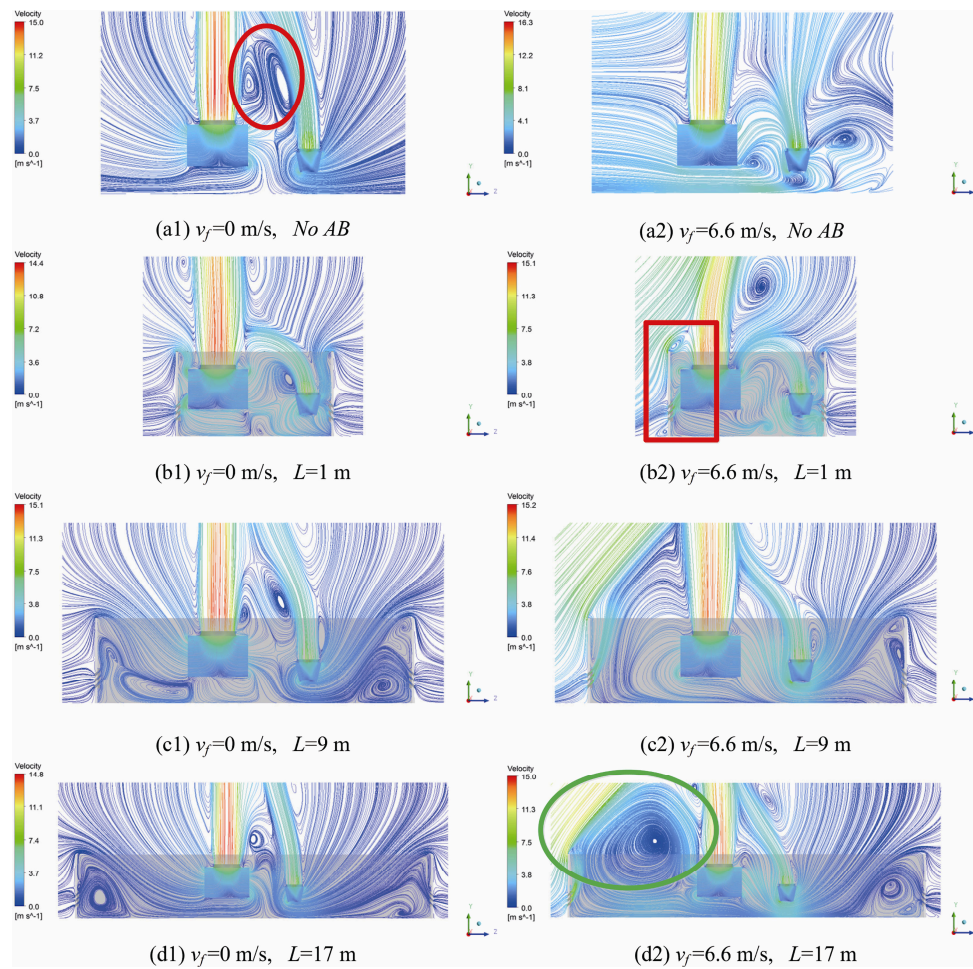 Velocity
15.0
11.2
7.5
3.7
0.0
[m s^-1]
Y
Z
(a1) vf=0 m/s, No AB
Velocity
16.3
12.2
8.1
4.1
0.0
[m s^-1]
Y
Z
(a2) vf=6.6 m/s, No AB
Velocity
14.4
10.8
7.2
3.6
0.0
[m s^-1]
Y
Z
(b1) vf=0 m/s, L=1 m
Velocity
15.1
11.3
7.5
3.8
0.0
[m s^-1]
Y
(b2) vf=6.6 m/s, L=1 m
Velocity
15.1
11.3
7.6
3.8
0.0
[m s^-1]
Y
Z
(c1) vf=0 m/s, L=9 m
Velocity
15.2
11.4
7.6
3.8
0.0
[m s^-1]
Y
(c2) vf=6.6 m/s, L=9 m
Velocity
14.8
11.1
7.4
3.7
0.0
[m s^-1]
Y
Z
(d1) vf=0 m/s, L=17 m
Velocity
15.0
11.3
7.5
3.8
0.0
[m s^-1]
Y
(d2) vf=6.6 m/s, L=17 m